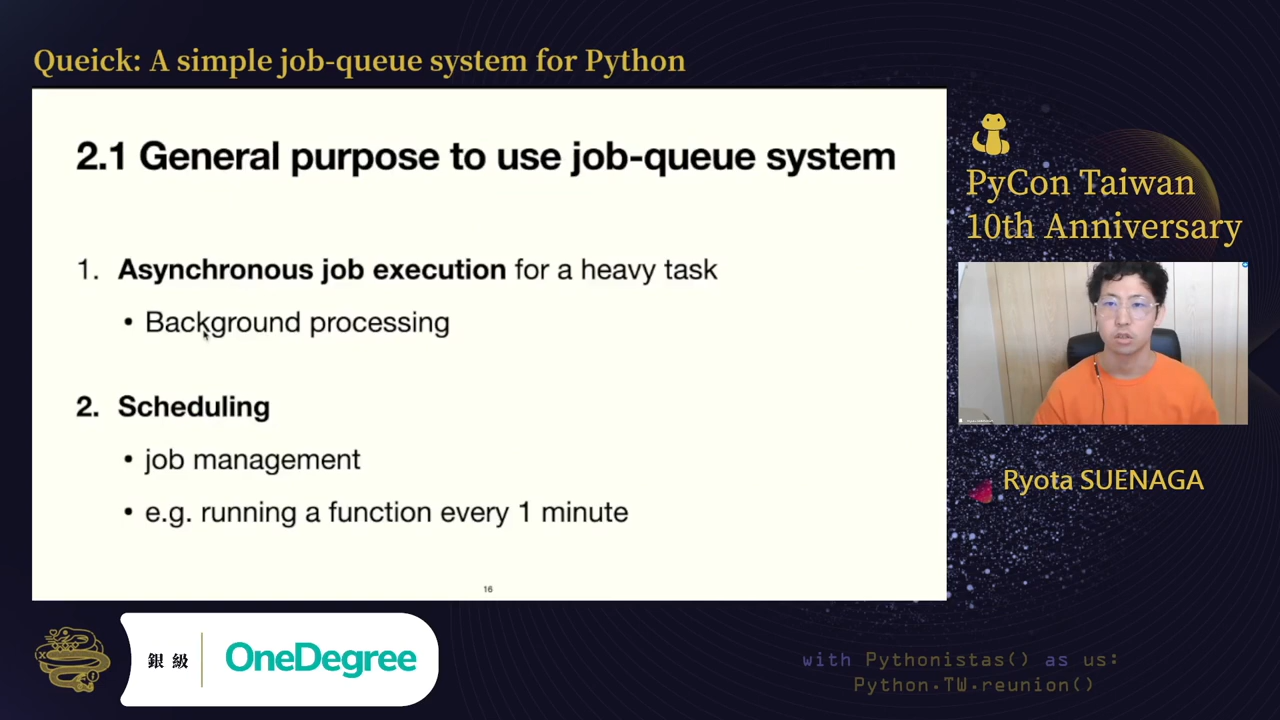 Queick: A simple job-queue system for Python
2.1 General purpose to use job-queue system
1. Asynchronous job execution for a heavy task
• Background processing
2. Scheduling
• job management
• e.g. running a function every 1 minute
16
PyCon Taiwan
10th Anniversary
Ryota SUENAGA
銀級
OneDegree
with Pythonistas() as us:
Python.TW.reunion()